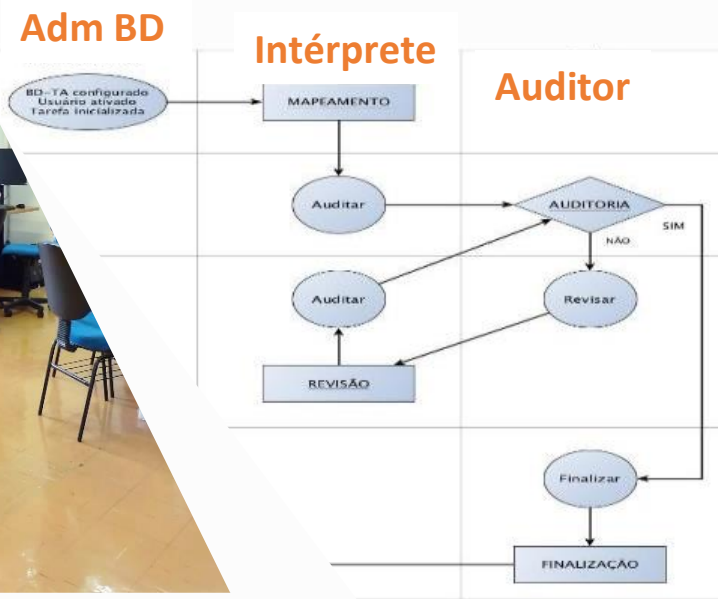 Adm BD
Intérprete
Auditor
BD-TA configurado
Usuário ativado
Tarefa inicializada
MAPEAMENTO
Auditar
AUDITORIA
SIM
NÃO
Auditar
Revisar
REVISÃO
Finalizar
FINALIZAÇÃO